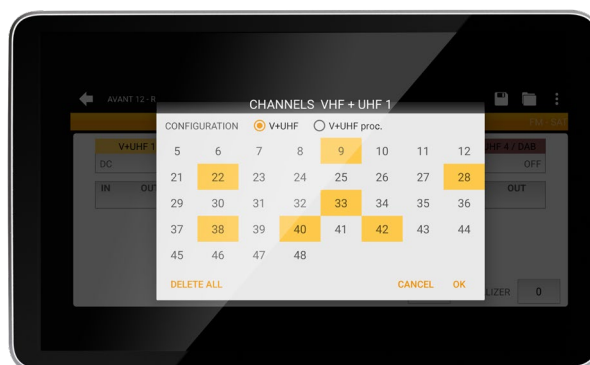 AVANT 12 - R
CHANNELS VHF + UHF 1
FM - SAT
CONFIGURATION V+UHF V+UHF proc.
V+UHF 1
UHF 4 / DAB
DC
OFF
IN OUT
OUT
5 6 7 8 9 10 11 12
21 22 23 24 25 26 27 28
29 30 31 32 33 34 35 36
37 38 39 40 41 42 43 44
45 46 47 48
DELETE ALL CANCEL OK
LIZER 0